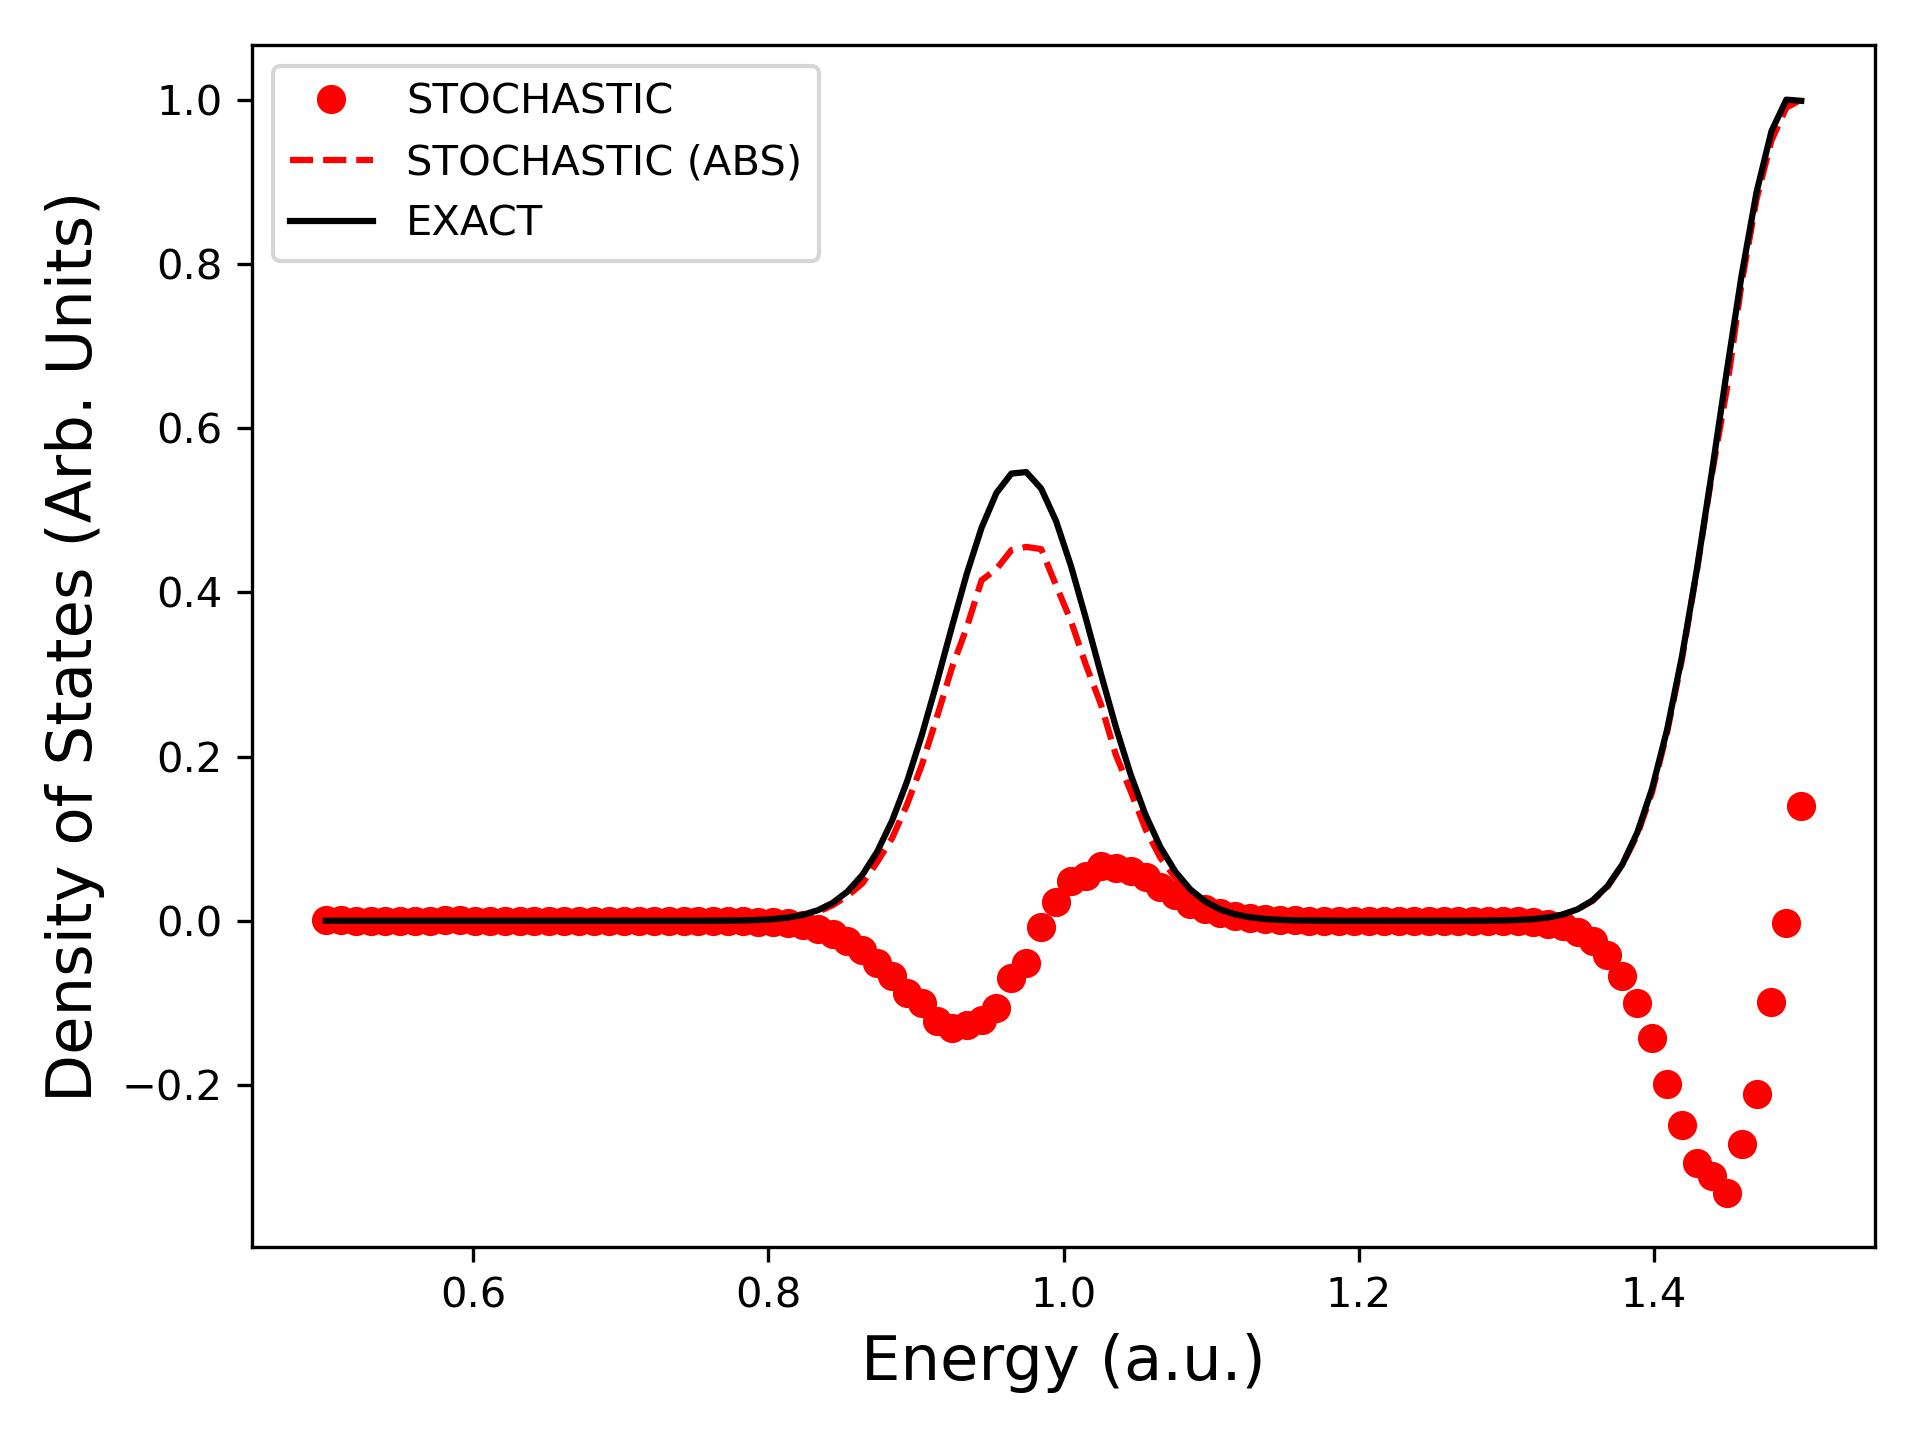 STOCHASTIC
STOCHASTIC (ABS)
EXACT
Density of States (Arb. Units)
1.0
0.8
0.6
0.4
0.2
0.0
−0.2
0.6
0.8
1.0
1.2
1.4
Energy (a.u.)